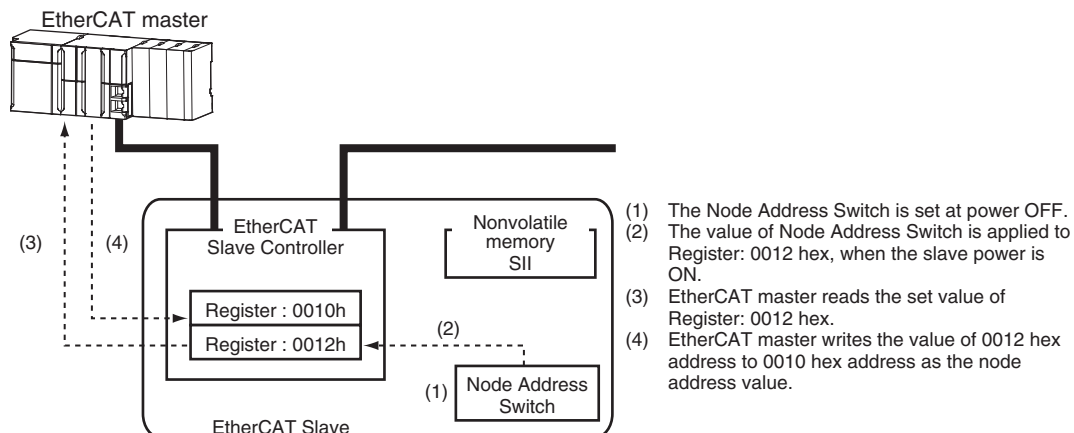 EtherCAT master
(3)
(4)
EtherCAT
Slave Controller
Nonvolatile
memory
SII
Register : 0010h
Register : 0012h
(2)
(1)
Node Address
Switch
EtherCAT Slave
(1) The Node Address Switch is set at power OFF.
(2) The value of Node Address Switch is applied to
Register: 0012 hex, when the slave power is
ON.
(3) EtherCAT master reads the set value of
Register: 0012 hex.
(4) EtherCAT master writes the value of 0012 hex
address to 0010 hex address as the node
address value.